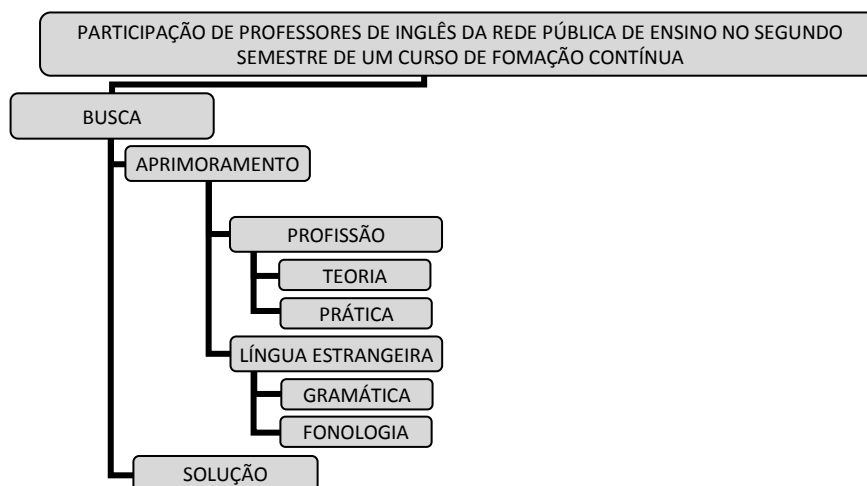 PARTICIPAÇÃO DE PROFESSORES DE INGLÊS DA REDE PÚBLICA DE ENSINO NO SEGUNDO
SEMESTRE DE UM CURSO DE FOMAÇÃO CONTÍNUA
BUSCA
APRIMORAMENTO
PROFISSÃO
TEORIA
PRÁTICA
LÍNGUA ESTRANGEIRA
GRAMÁTICA
FONOLOGIA
SOLUÇÃO